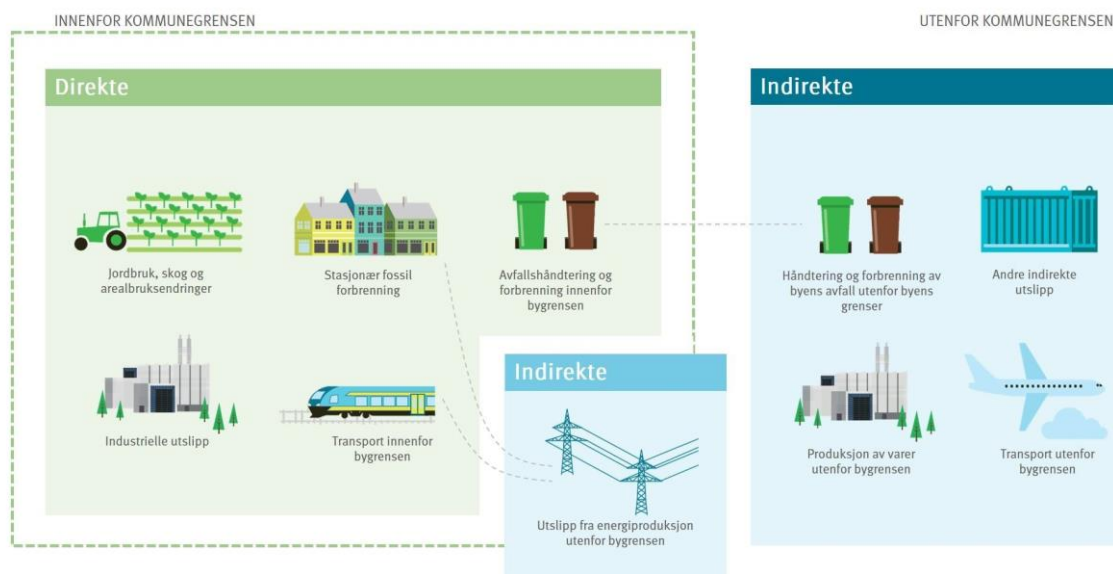 INNENFOR KOMMUNEGRENSEN
UTENFOR KOMMUNEGRENSEN
Direkte
Jordbruk, skog og
arealbruksendringer
Stasjonær fossil
forbrenning
Avfallshåndtering og
forbrenning innenfor
bygrensen
Industrielle utslipp
Transport innenfor
bygrensen
Indirekte
Utslipp fra energiproduksjon
utenfor bygrensen
Indirekte
Håndtering og forbrenning av
byens avfall utenfor byens
grenser
Andre indirekte
utslipp
Produksjon av varer
utenfor bygrensen
Transport utenfor
bygrensen